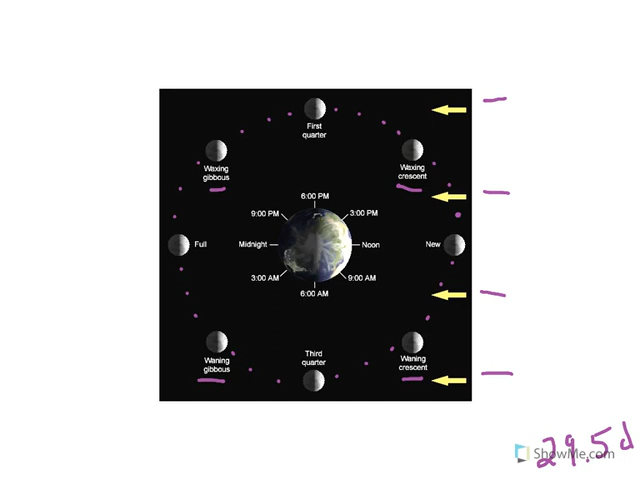 First
quarter
Waxing
gibbous
Waxing
crescent
6:00 PM
9:00 PM
3:00 PM
Full
Midnight
Noon
New
3:00 AM
9:00 AM
6:00 AM
Waning
gibbous
Third
quarter
Waning
crescent
29.5d
ShowMe.com